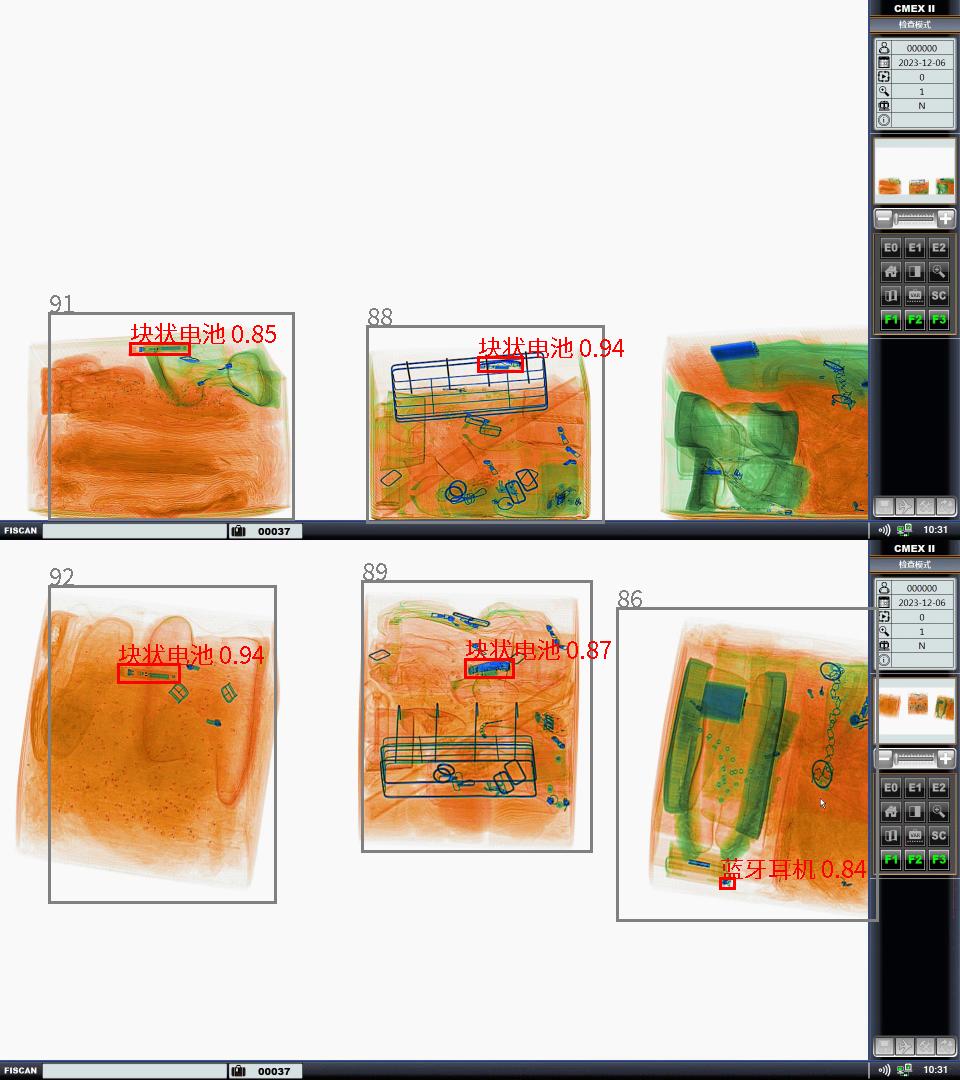 CMEX II
检查模式
000000
2023-12-06
0
1
N
E0 E1 E2
VAR SC
F1 F2 F3
91
块状电池 0.85
88
块状电池 0.94
FISCAN
00037
10:31
CMEX II
检查模式
000000
2023-12-06
0
1
N
E0 E1 E2
VAR SC
F1 F2 F3
92
块状电池 0.94
89
块状电池 0.87
86
蓝牙耳机 0.84
FISCAN
00037
10:31